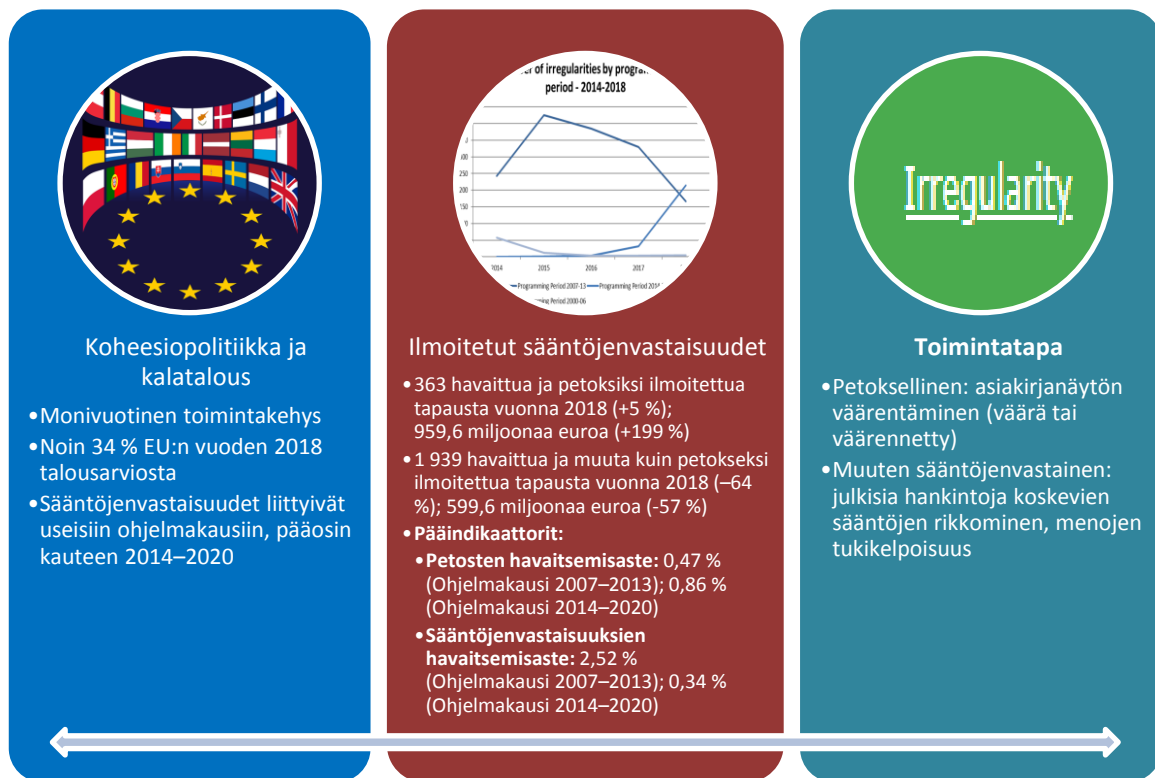 Koheesiopolitiikka ja
kalatalous
•Monivuotinen toimintakehys
•Noin 34 % EU:n vuoden 2018
talousarviosta
•Sääntöjenvastaisuudet liittyivät
useisiin ohjelmakausiin, pääosin
kauteen 2014–2020
of irregularities by
period - 2014-2018
200
2014
2015
2016
2017
Programming Period 2007-13
Programming Period
Period 2000-06
Ilmoitetut sääntöjenvastaisuudet
•363 havaittua ja petoksiksi ilmoitettua
tapausta vuonna 2018 (+5 %);
959,6 miljoonaa euroa (+199 %)
•1 939 havaittua ja muuta kuin petokseksi
ilmoitettua tapausta vuonna 2018 (–64
%); 599,6 miljoonaa euroa (-57 %)
•Pääindikaattorit:
•Petosten havaitsemisaste: 0,47 %
(Ohjelmakausi 2007–2013); 0,86 %
(Ohjelmakausi 2014–2020)
•Sääntöjenvastaisuuksien
havaitsemisaste: 2,52 %
(Ohjelmakausi 2007–2013); 0,34 %
(Ohjelmakausi 2014–2020)
Irregularity
Toimintatapa
•Petoksellinen: asiakirjanäytön
väärentäminen (väärä tai
väärennetty)
•Muuten sääntöjenvastainen:
julkisia hankintoja koskevien
sääntöjen rikkominen, menojen
tukikelpoisuus